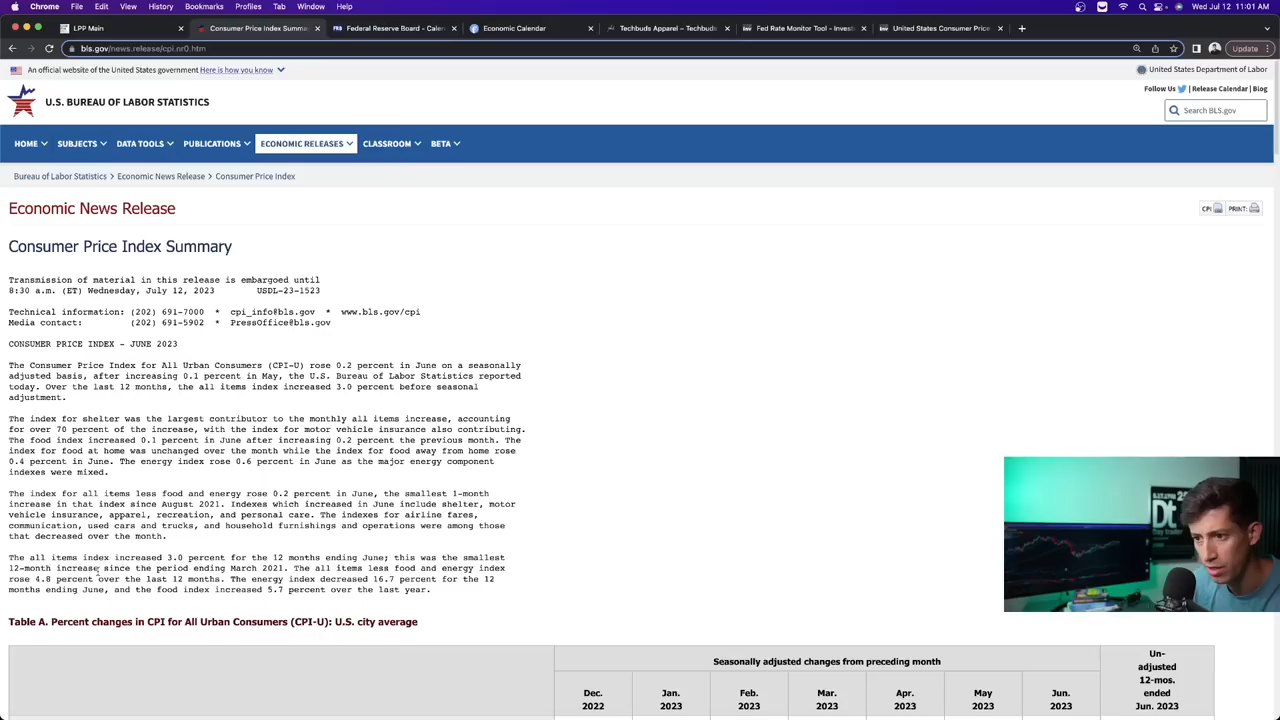 Chrome File Edit View History Bookmarks Profiles Tab Window Help Wed Jul 12 11:01 AM
LPP Main Consumer Price Index Summa Federal Reserve Board - Calen Economic Calendar Techbuds Apparel – Techbuds Fed Rate Monitor Tool - Investi United States Consumer Price
bls.gov/news.release/cpi.nr0.htm Update
An official website of the United States government Here is how you know United States Department of Labor
Follow Us | Release Calendar | Blog
U.S. BUREAU OF LABOR STATISTICS
Search BLS.gov
HOME SUBJECTS DATA TOOLS PUBLICATIONS ECONOMIC RELEASES CLASSROOM BETA
Bureau of Labor Statistics > Economic News Release > Consumer Price Index
Economic News Release
CPI PRINT:
Consumer Price Index Summary
Transmission of material in this release is embargoed until
8:30 a.m. (ET) Wednesday, July 12, 2023 USDL-23-1523
Technical information: (202) 691-7000 * cpi_info@bls.gov * www.bls.gov/cpi
Media contact: (202) 691-5902 * PressOffice@bls.gov
CONSUMER PRICE INDEX - JUNE 2023
The Consumer Price Index for All Urban Consumers (CPI-U) rose 0.2 percent in June on a seasonally
adjusted basis, after increasing 0.1 percent in May, the U.S. Bureau of Labor Statistics reported
today. Over the last 12 months, the all items index increased 3.0 percent before seasonal
adjustment.
The index for shelter was the largest contributor to the monthly all items increase, accounting
for over 70 percent of the increase, with the index for motor vehicle insurance also contributing.
The food index increased 0.1 percent in June after increasing 0.2 percent the previous month. The
index for food at home was unchanged over the month while the index for food away from home rose
0.4 percent in June. The energy index rose 0.6 percent in June as the major energy component
indexes were mixed.
The index for all items less food and energy rose 0.2 percent in June, the smallest 1-month
increase in that index since August 2021. Indexes which increased in June include shelter, motor
vehicle insurance, apparel, recreation, and personal care. The indexes for airline fares,
communication, used cars and trucks, and household furnishings and operations were among those
that decreased over the month.
The all items index increased 3.0 percent for the 12 months ending June; this was the smallest
12-month increase since the period ending March 2021. The all items less food and energy index
rose 4.8 percent over the last 12 months. The energy index decreased 16.7 percent for the 12
months ending June, and the food index increased 5.7 percent over the last year.
Table A. Percent changes in CPI for All Urban Consumers (CPI-U): U.S. city average
Seasonally adjusted changes from preceding month
Un-
adjusted
12-mos.
ended
Jun. 2023
Dec.
2022
Jan.
2023
Feb.
2023
Mar.
2023
Apr.
2023
May
2023
Jun.
2023
Dt